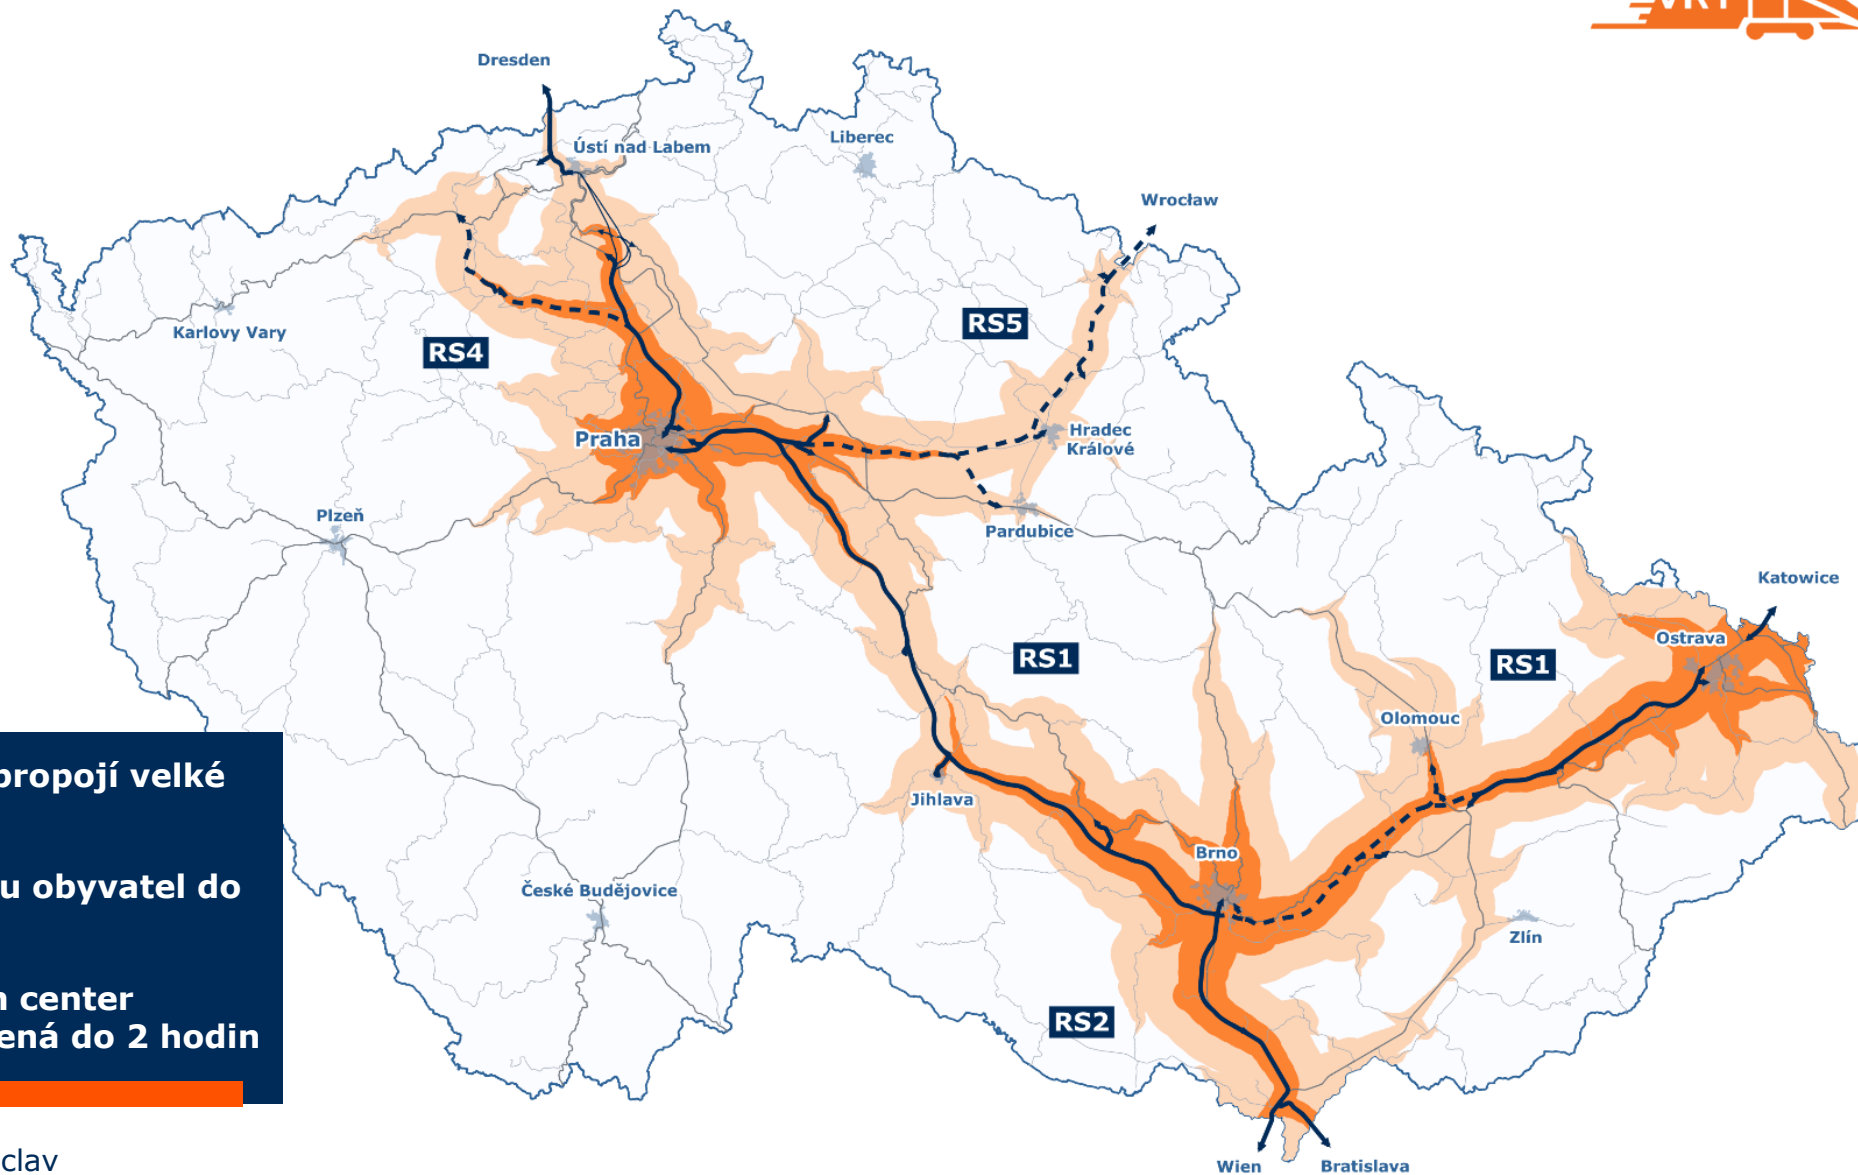 VRT
Dresden
Ústí nad Labem
Liberec
Wrocław
Karlovy Vary
RS4
RS5
Praha
Hradec
Králové
Plzeň
Pardubice
Katowice
RS1
Ostrava
RS1
Olomouc
propojí velké
Jihlava
Brno
u obyvatel do
České Budějovice
Zlín
center
ená do 2 hodin
RS2
clav
Wien
Bratislava